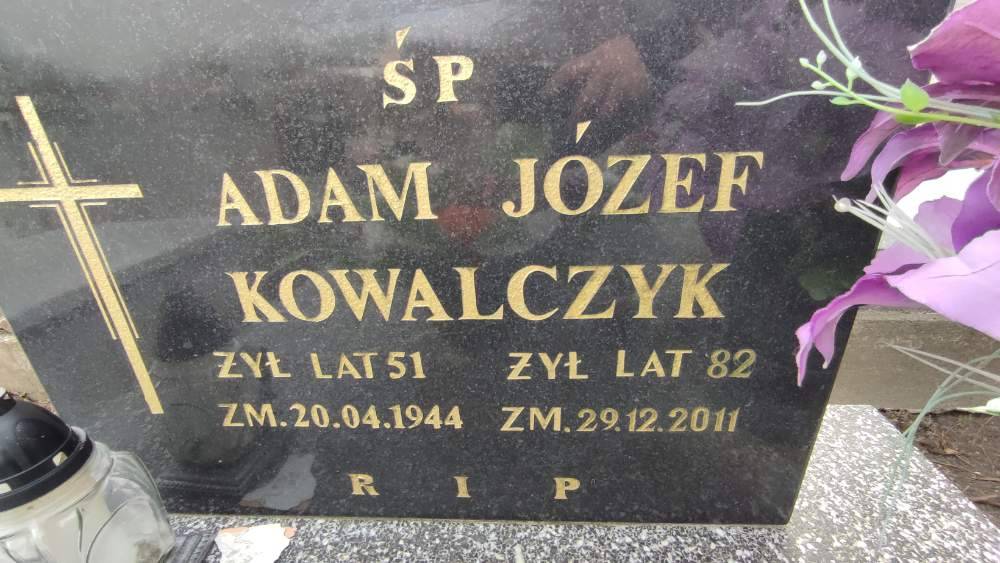 ŚP
ADAM JÓZEF
KOWALCZYK
ŻYŁ LAT 51 ŻYŁ LAT 82
ZM.20.04.1944 ZM.29.12.2011
R I P